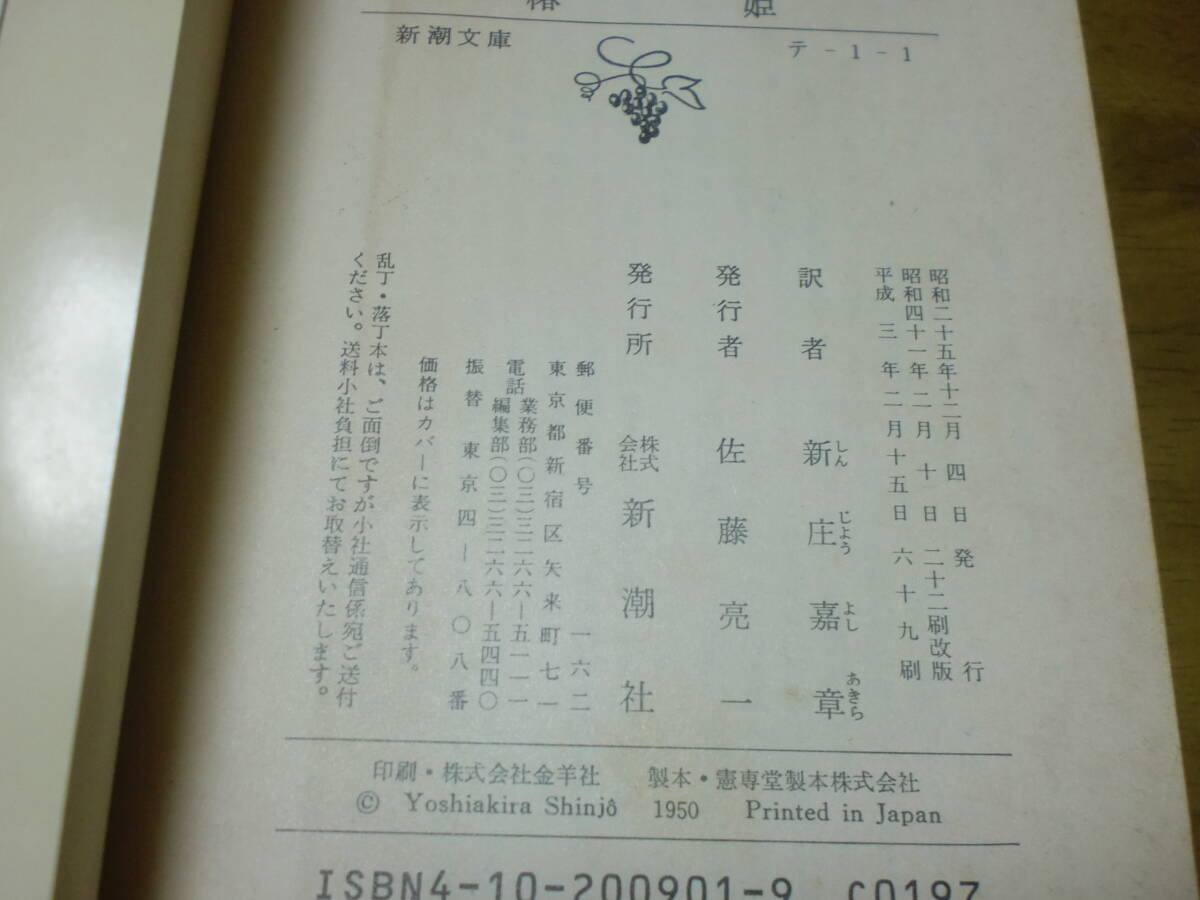 椿姫
新潮文庫
テ-1-1
昭和二十五年十二月四日発行
昭和四十一年二月十日二十二刷改版
平成三年二月十五日六十九刷
訳者 新庄嘉章
しんじょうよしあきら
発行者 佐藤亮一
発行所 株式会社新潮社
郵便番号 一六二
東京都新宿区矢来町七一
電話 業務部(〇三)三二六六―五一一一
編集部(〇三)三二六六―五四四〇
振替 東京四―八〇八番
価格はカバーに表示してあります。
乱丁・落丁本は、ご面倒ですが小社通信係宛ご送付
ください。送料小社負担にてお取替えいたします。
印刷・株式会社金羊社 製本・憲専堂製本株式会社
© Yoshiakira Shinjô 1950 Printed in Japan
ISBN4-10-200901-9 C0197